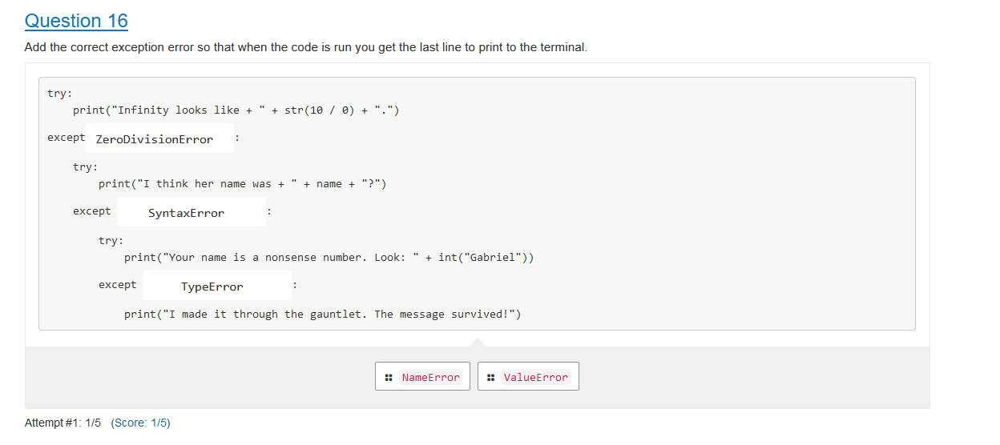 Question 16
Add the correct exception error so that when the code is run you get the last line to print to the terminal.
try:
print("Infinity looks like + " + str(10 / 0) + ".")
except ZeroDivisionError :
try:
print("I think her name was + " + name + "?")
except SyntaxError :
try:
print("Your name is a nonsense number. Look: " + int("Gabriel"))
except TypeError :
print("I made it through the gauntlet. The message survived!")
NameError ValueError
Attempt #1: 1/5 (Score: 1/5)